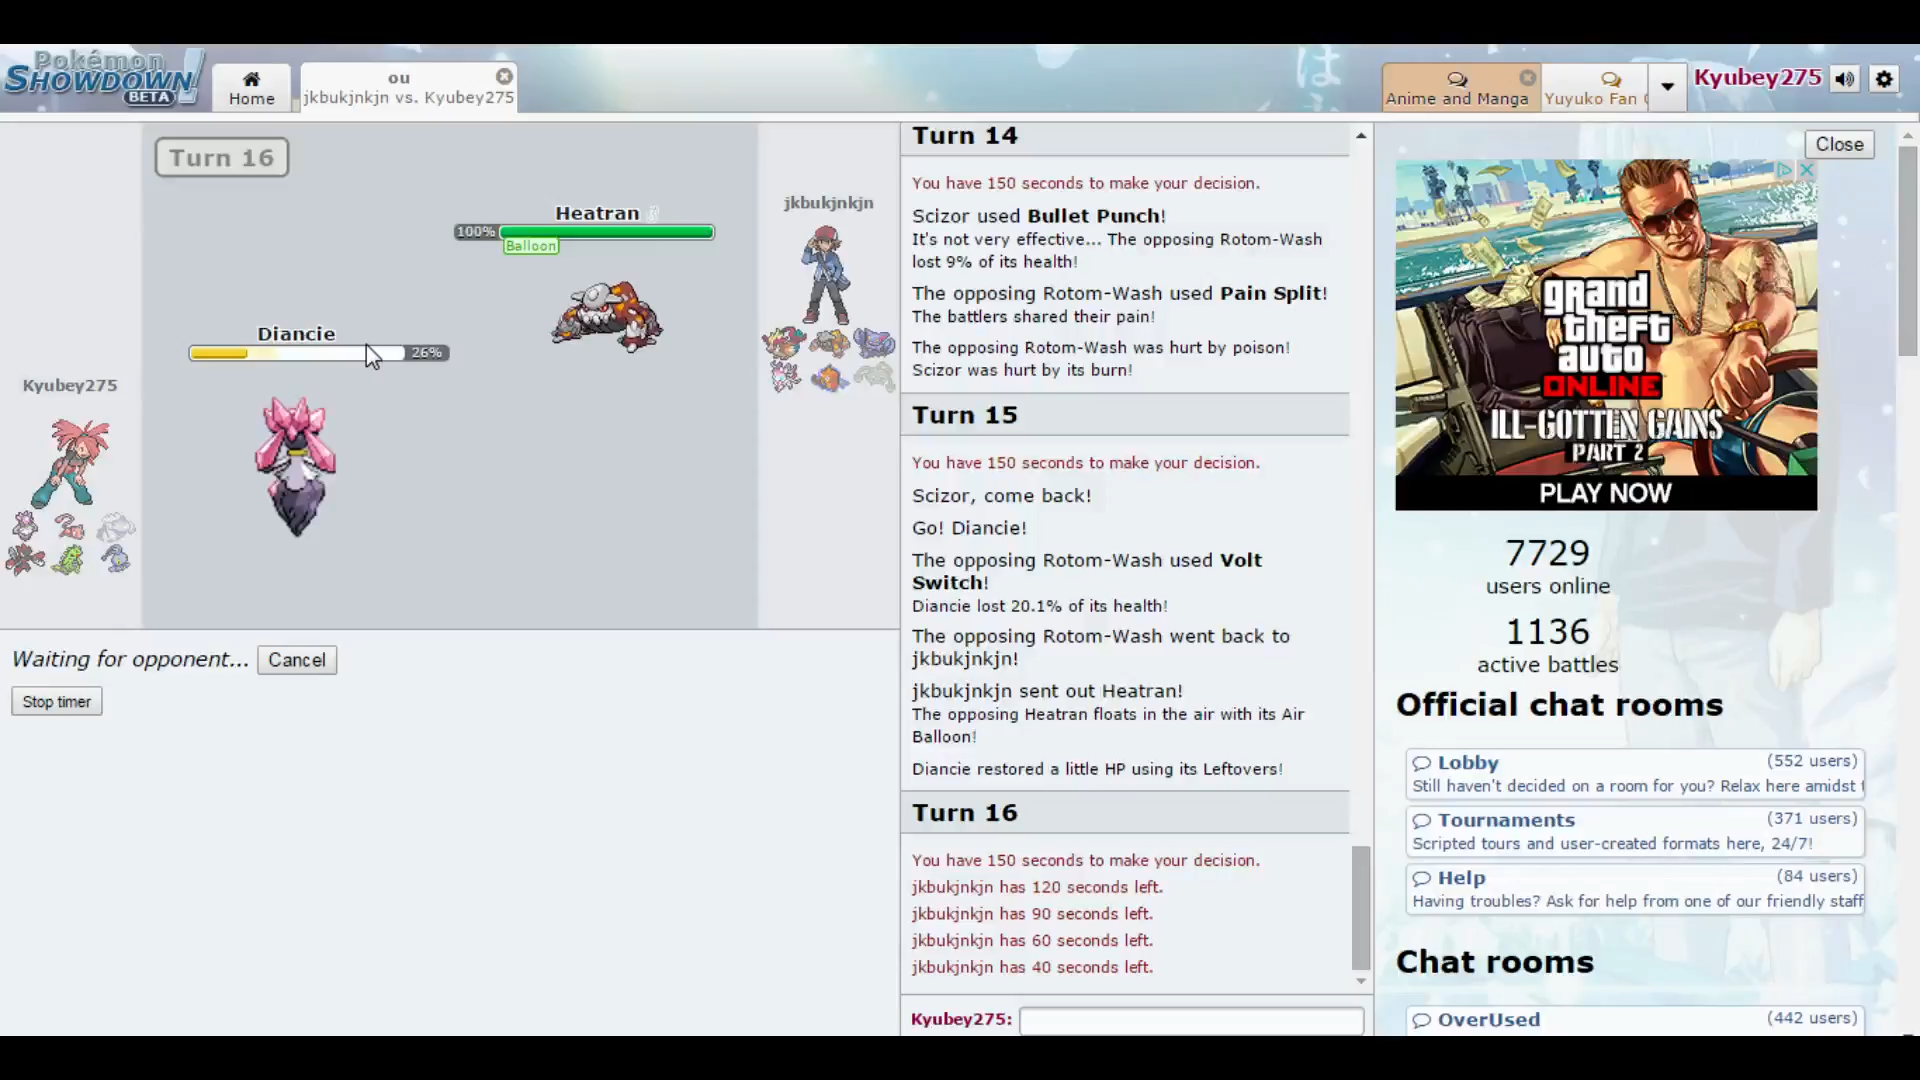 Pokémon
SHOWDOWN!
BETA
Home
ou
jkbukjnkjn vs. Kyubey275
Anime and Manga
Yuyuko Fan
Kyubey275
は
Turn 16
Heatran
100%
Balloon
jkbukjnkjn
Diancie
26%
Kyubey275
Waiting for opponent...
Cancel
Stop timer
Turn 14
You have 150 seconds to make your decision.
Scizor used Bullet Punch!
It's not very effective... The opposing Rotom-Wash
lost 9% of its health!
The opposing Rotom-Wash used Pain Split!
The battlers shared their pain!
The opposing Rotom-Wash was hurt by poison!
Scizor was hurt by its burn!
Turn 15
You have 150 seconds to make your decision.
Scizor, come back!
Go! Diancie!
The opposing Rotom-Wash used Volt
Switch!
Diancie lost 20.1% of its health!
The opposing Rotom-Wash went back to
jkbukjnkjn!
jkbukjnkjn sent out Heatran!
The opposing Heatran floats in the air with its Air
Balloon!
Diancie restored a little HP using its Leftovers!
Turn 16
You have 150 seconds to make your decision.
jkbukjnkjn has 120 seconds left.
jkbukjnkjn has 90 seconds left.
jkbukjnkjn has 60 seconds left.
jkbukjnkjn has 40 seconds left.
Kyubey275:
Close
grand
theft
auto
ONLINE
ILL-GOTTEN GAINS
PART 2
PLAY NOW
7729
users online
1136
active battles
Official chat rooms
Lobby
(552 users)
Still haven't decided on a room for you? Relax here amidst
Tournaments
(371 users)
Scripted tours and user-created formats here, 24/7!
Help
(84 users)
Having troubles? Ask for help from one of our friendly staff
Chat rooms
OverUsed
(442 users)